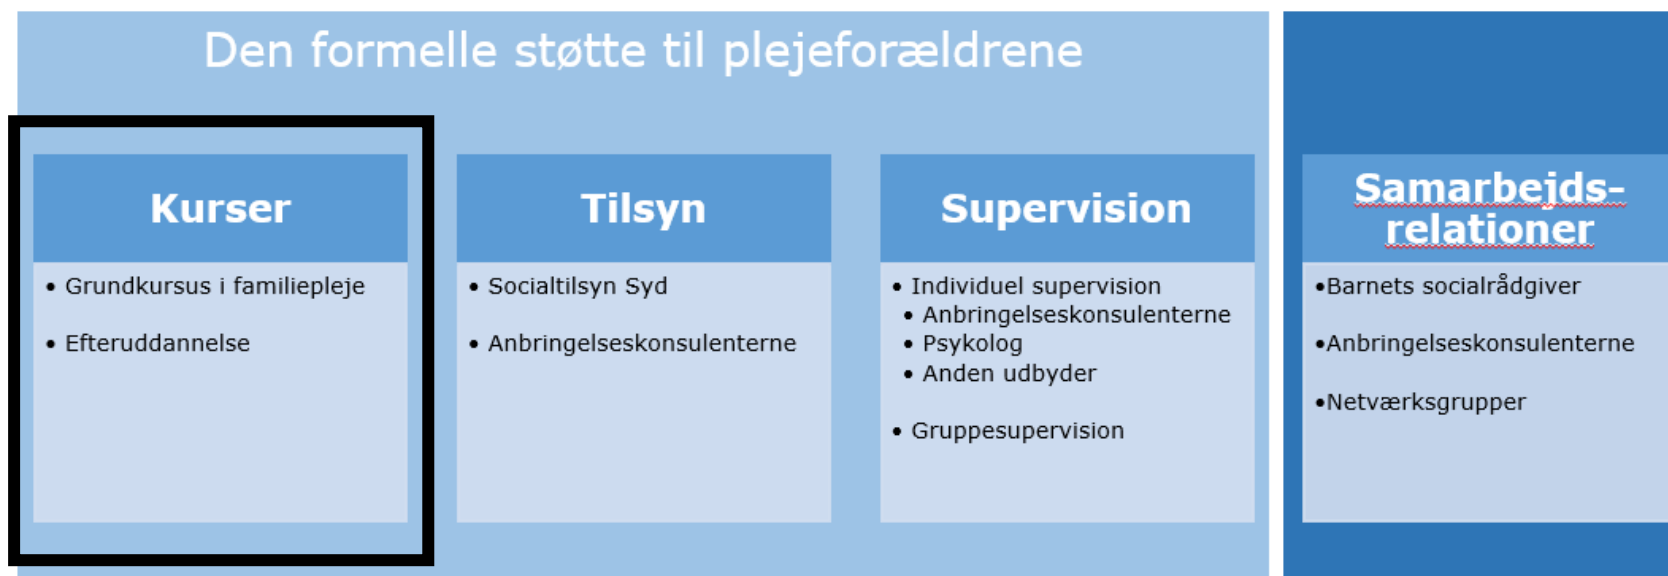 Den formelle støtte til plejeforældrene
Kurser
• Grundkursus i familiepleje
• Efteruddannelse
Tilsyn
• Socialtilsyn Syd
• Anbringelseskonsulenterne
Supervision
• Individuel supervision
• Anbringelseskonsulenterne
• Psykolog
• Anden udbyder
• Gruppesupervision
Samarbejds-
relationer
•Barnets socialrådgiver
•Anbringelseskonsulenterne
•Netværksgrupper